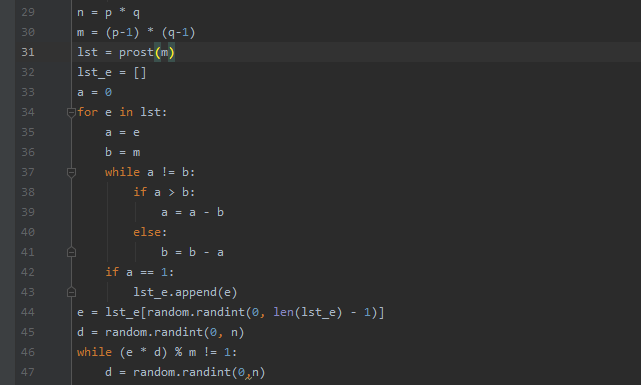 29 n = p * q
30 m = (p-1) * (q-1)
31 lst = prost(m)
32 lst_e = []
33 a = 0
34 for e in lst:
35     a = e
36     b = m
37     while a != b:
38         if a > b:
39             a = a - b
40         else:
41             b = b - a
42     if a == 1:
43         lst_e.append(e)
44 e = lst_e[random.randint(0, len(lst_e) - 1)]
45 d = random.randint(0, n)
46 while (e * d) % m != 1:
47     d = random.randint(0,n)